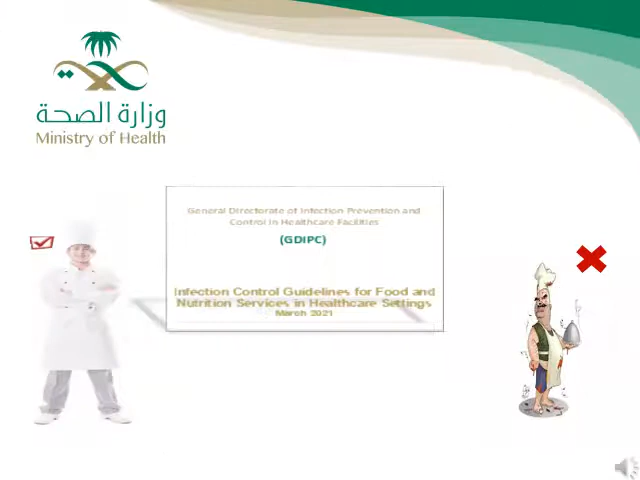 وزارة الصحة
Ministry of Health
General Directorate of Infection Prevention and
Control in Healthcare Facilities
(GDIPC)
Infection Control Guidelines for Food and
Nutrition Services in Healthcare Settings
March 2021